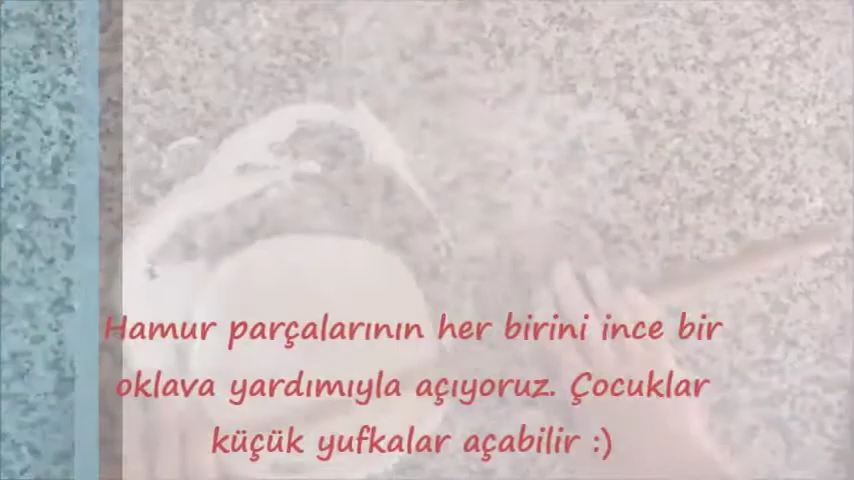 Hamur parçalarının her birini ince bir
oklava yardımıyla açıyoruz. Çocuklar
küçük yufkalar açabilir :)